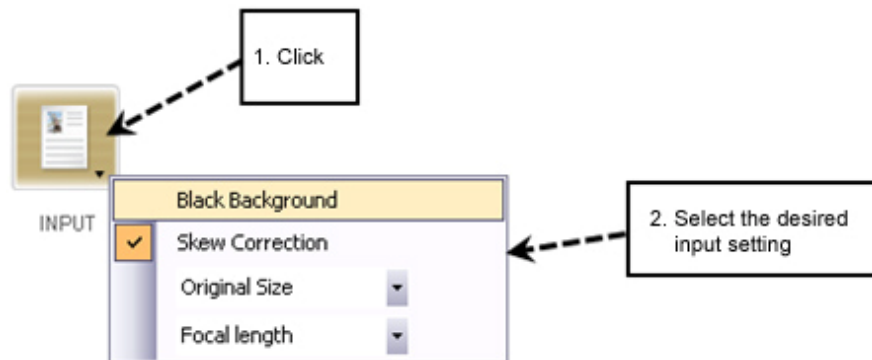 1. Click
INPUT
Black Background
Skew Correction
Original Size
Focal length
2. Select the desired
input setting